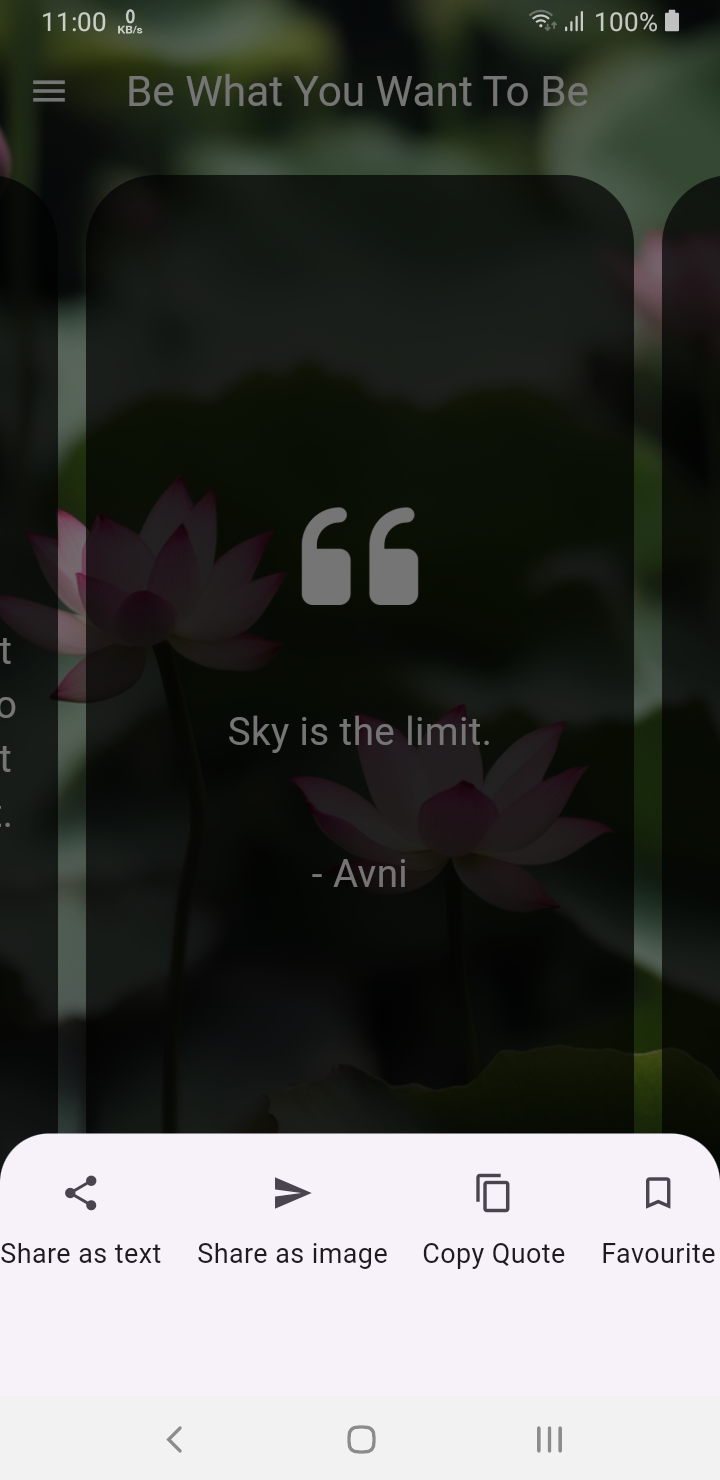 11:00 0 KB/s 100%
Be What You Want To Be
t
o
t
Sky is the limit.
- Avni
Share as text Share as image Copy Quote Favourite